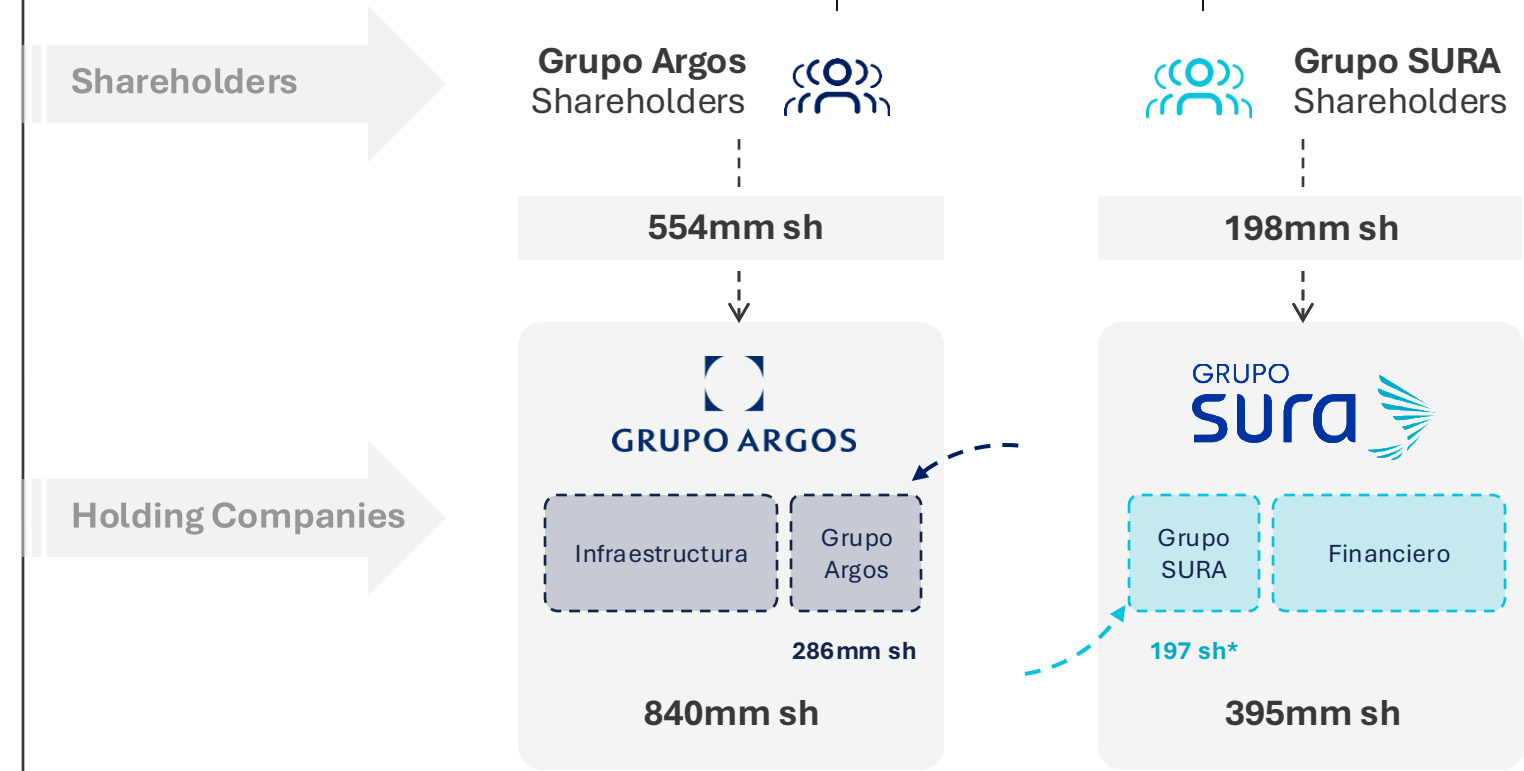 Shareholders
Grupo Argos
Shareholders
Grupo SURA
Shareholders
554mm sh
198mm sh
GRUPO ARGOS
GRUPO
sura
Holding Companies
Infraestructura
Grupo
Argos
Grupo
SURA
Financiero
286mm sh
197 sh*
840mm sh
395mm sh